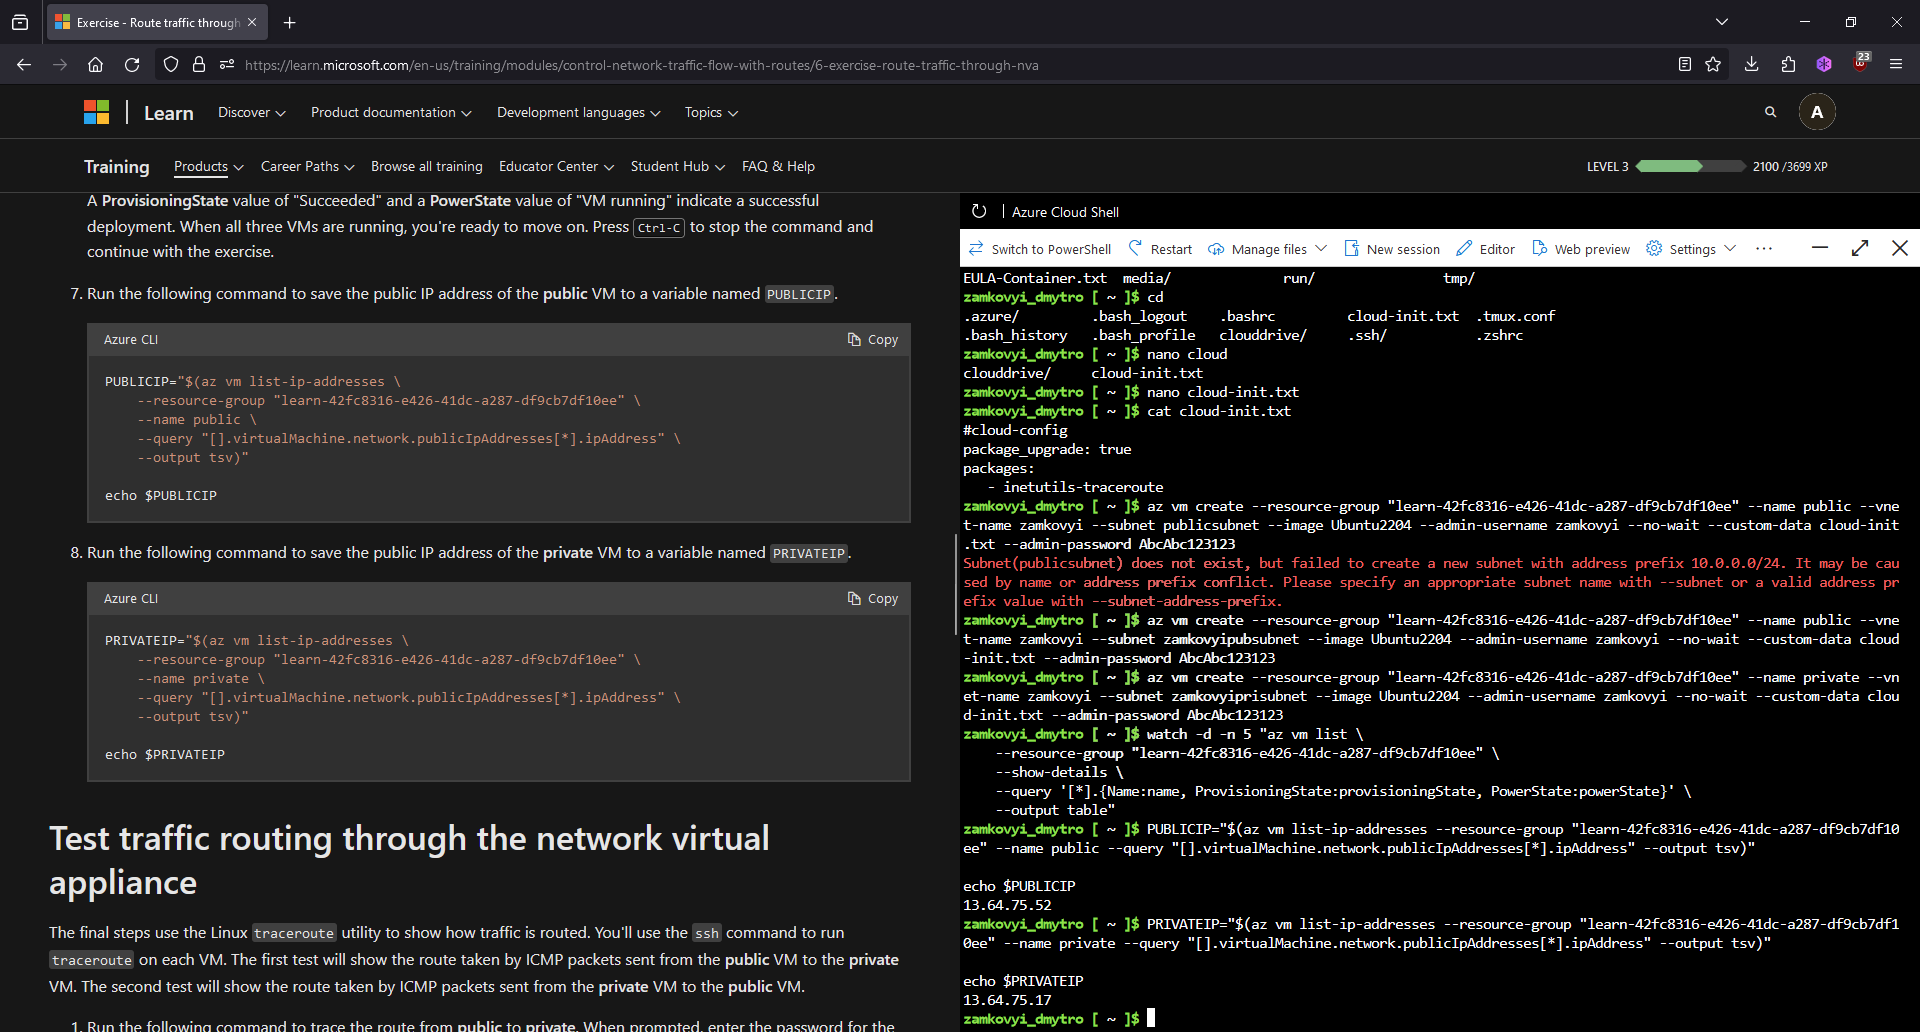 Exercise - Route traffic through
https://learn.microsoft.com/en-us/training/modules/control-network-traffic-flow-with-routes/6-exercise-route-traffic-through-nva
23
Learn
Discover
Product documentation
Development languages
Topics
A
Training
Products
Career Paths
Browse all training
Educator Center
Student Hub
FAQ & Help
LEVEL 3
2100 /3699 XP
A ProvisioningState value of "Succeeded" and a PowerState value of "VM running" indicate a successful
deployment. When all three VMs are running, you're ready to move on. Press Ctrl-C to stop the command and
continue with the exercise.
7. Run the following command to save the public IP address of the public VM to a variable named PUBLICIP.
Azure CLI
Copy
PUBLICIP="$(az vm list-ip-addresses \
--resource-group "learn-42fc8316-e426-41dc-a287-df9cb7df10ee" \
--name public \
--query "[].virtualMachine.network.publicIpAddresses[*].ipAddress" \
--output tsv)"
echo $PUBLICIP
8. Run the following command to save the public IP address of the private VM to a variable named PRIVATEIP.
Azure CLI
Copy
PRIVATEIP="$(az vm list-ip-addresses \
--resource-group "learn-42fc8316-e426-41dc-a287-df9cb7df10ee" \
--name private \
--query "[].virtualMachine.network.publicIpAddresses[*].ipAddress" \
--output tsv)"
echo $PRIVATEIP
Test traffic routing through the network virtual
appliance
The final steps use the Linux traceroute utility to show how traffic is routed. You'll use the ssh command to run
traceroute on each VM. The first test will show the route taken by ICMP packets sent from the public VM to the private
VM. The second test will show the route taken by ICMP packets sent from the private VM to the public VM.
1. Run the following command to trace the route from public to private. When prompted, enter the password for the
Azure Cloud Shell
Switch to PowerShell
Restart
Manage files
New session
Editor
Web preview
Settings
EULA-Container.txt media/ run/ tmp/
zamkovyi_dmytro [ ~ ]$ cd
.azure/ .bash_logout .bashrc cloud-init.txt .tmux.conf
.bash_history .bash_profile clouddrive/ .ssh/ .zshrc
zamkovyi_dmytro [ ~ ]$ nano cloud
clouddrive/ cloud-init.txt
zamkovyi_dmytro [ ~ ]$ nano cloud-init.txt
zamkovyi_dmytro [ ~ ]$ cat cloud-init.txt
#cloud-config
package_upgrade: true
packages:
- inetutils-traceroute
zamkovyi_dmytro [ ~ ]$ az vm create --resource-group "learn-42fc8316-e426-41dc-a287-df9cb7df10ee" --name public --vne
t-name zamkovyi --subnet publicsubnet --image Ubuntu2204 --admin-username zamkovyi --no-wait --custom-data cloud-init
.txt --admin-password AbcAbc123123
Subnet(publicsubnet) does not exist, but failed to create a new subnet with address prefix 10.0.0.0/24. It may be cau
sed by name or address prefix conflict. Please specify an appropriate subnet name with --subnet or a valid address pr
efix value with --subnet-address-prefix.
zamkovyi_dmytro [ ~ ]$ az vm create --resource-group "learn-42fc8316-e426-41dc-a287-df9cb7df10ee" --name public --vne
t-name zamkovyi --subnet zamkovyipubsubnet --image Ubuntu2204 --admin-username zamkovyi --no-wait --custom-data cloud
-init.txt --admin-password AbcAbc123123
zamkovyi_dmytro [ ~ ]$ az vm create --resource-group "learn-42fc8316-e426-41dc-a287-df9cb7df10ee" --name private --vn
et-name zamkovyi --subnet zamkovyiprisubnet --image Ubuntu2204 --admin-username zamkovyi --no-wait --custom-data clou
d-init.txt --admin-password AbcAbc123123
zamkovyi_dmytro [ ~ ]$ watch -d -n 5 "az vm list \
--resource-group "learn-42fc8316-e426-41dc-a287-df9cb7df10ee" \
--show-details \
--query '[*].{Name:name, ProvisioningState:provisioningState, PowerState:powerState}' \
--output table"
zamkovyi_dmytro [ ~ ]$ PUBLICIP="$(az vm list-ip-addresses --resource-group "learn-42fc8316-e426-41dc-a287-df9cb7df10
ee" --name public --query "[].virtualMachine.network.publicIpAddresses[*].ipAddress" --output tsv)"
echo $PUBLICIP
13.64.75.52
zamkovyi_dmytro [ ~ ]$ PRIVATEIP="$(az vm list-ip-addresses --resource-group "learn-42fc8316-e426-41dc-a287-df9cb7df1
0ee" --name private --query "[].virtualMachine.network.publicIpAddresses[*].ipAddress" --output tsv)"
echo $PRIVATEIP
13.64.75.17
zamkovyi_dmytro [ ~ ]$